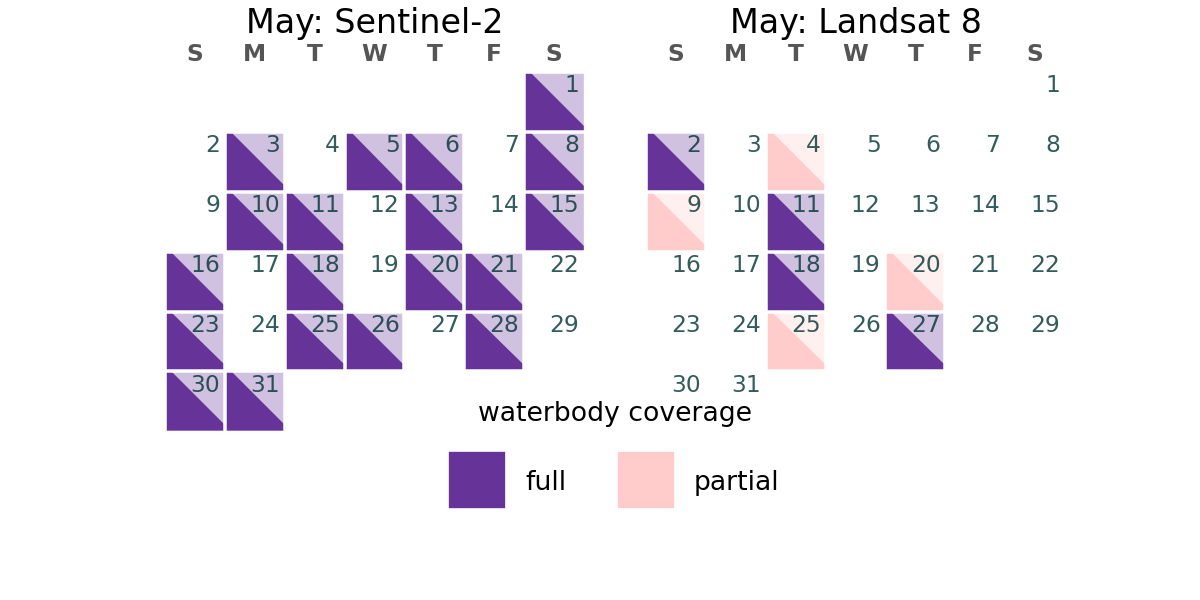 May: Sentinel-2
S M T W T F S
1
2 3 4 5 6 7 8
9 10 11 12 13 14 15
16 17 18 19 20 21 22
23 24 25 26 27 28 29
30 31
May: Landsat 8
S M T W T F S
1
2 3 4 5 6 7 8
9 10 11 12 13 14 15
16 17 18 19 20 21 22
23 24 25 26 27 28 29
30 31
waterbody coverage
full
partial